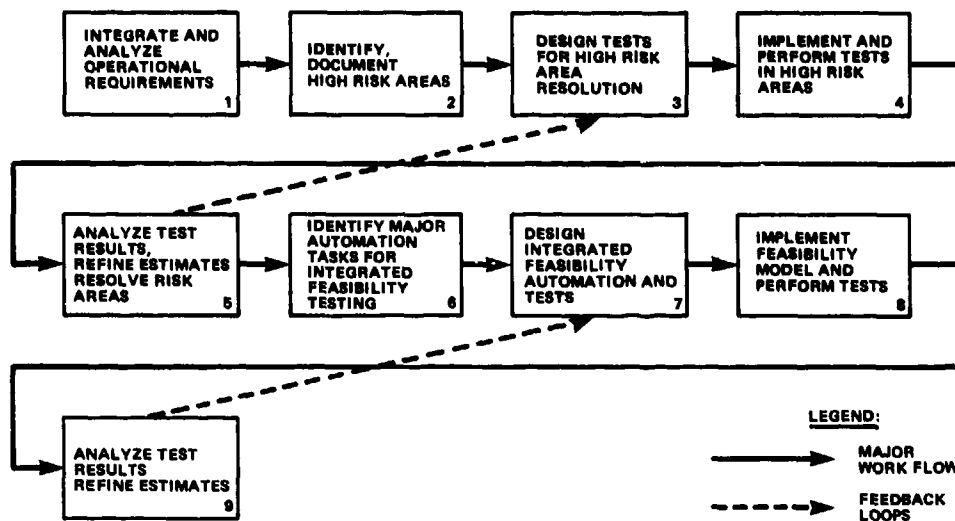 INTEGRATE AND
ANALYZE
OPERATIONAL
REQUIREMENTS
1
IDENTIFY,
DOCUMENT
HIGH RISK AREAS
2
DESIGN TESTS
FOR HIGH RISK
AREA
RESOLUTION
3
IMPLEMENT AND
PERFORM TESTS
IN HIGH RISK
AREAS
4
ANALYZE TEST
RESULTS,
REFINE ESTIMATES
RESOLVE RISK
AREAS
5
IDENTIFY MAJOR
AUTOMATION
TASKS FOR
INTEGRATED
FEASIBILITY
TESTING
6
DESIGN
INTEGRATED
FEASIBILITY
AUTOMATION AND
TESTS
7
IMPLEMENT
FEASIBILITY
MODEL AND
PERFORM TESTS
8
ANALYZE TEST
RESULTS
REFINE ESTIMATES
9
LEGEND:
MAJOR
WORK FLOW
FEEDBACK
LOOPS